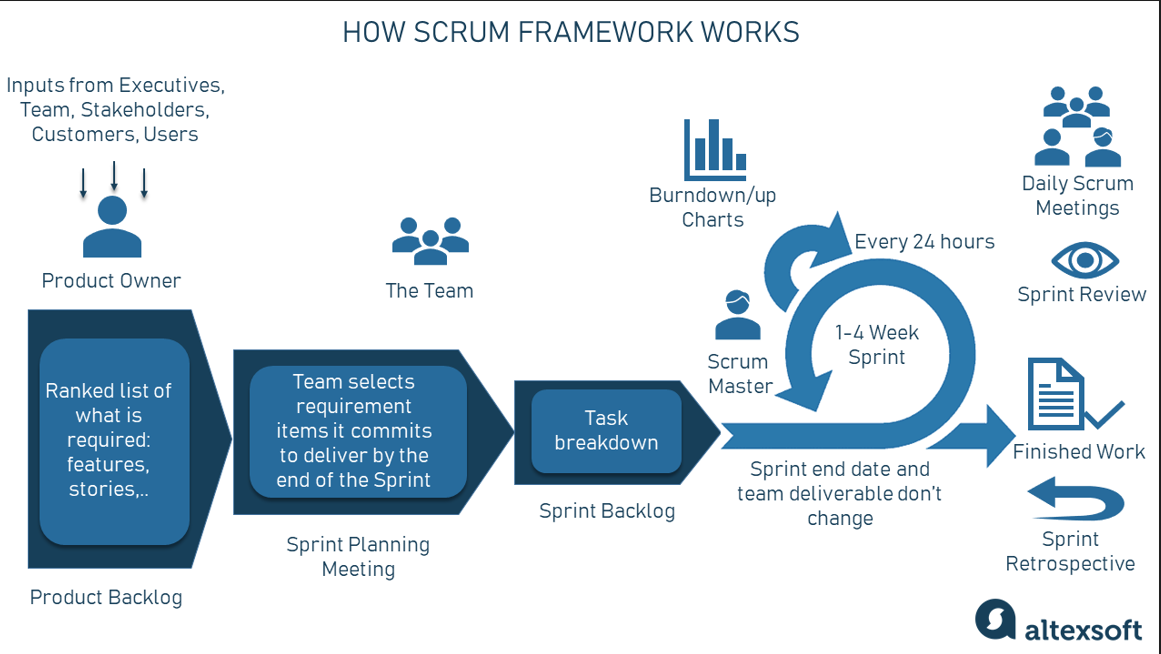 HOW SCRUM FRAMEWORK WORKS
Inputs from Executives,
Team, Stakeholders,
Customers, Users
Product Owner
Ranked list of
what is
required:
features,
stories,..
Product Backlog
The Team
Team selects
requirement
items it commits
to deliver by the
end of the Sprint
Sprint Planning
Meeting
Task
breakdown
Sprint Backlog
Burndown/up
Charts
Scrum
Master
Every 24 hours
1-4 Week
Sprint
Sprint end date and
team deliverable don't
change
Daily Scrum
Meetings
Sprint Review
Finished Work
Sprint
Retrospective
altexsoft